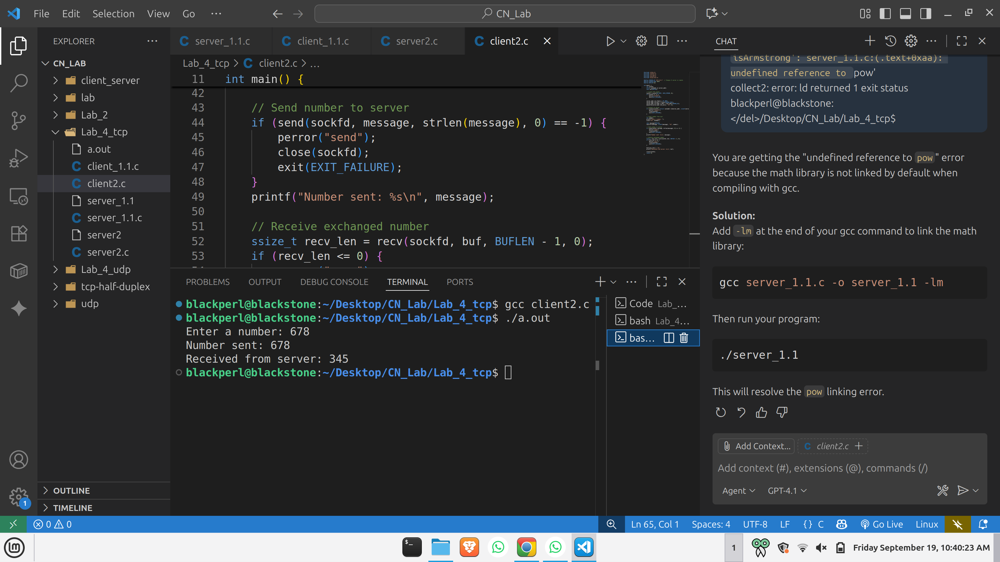 File Edit Selection View Go ··· CN_Lab
EXPLORER ···
CN_LAB
client_server
lab
Lab_2
Lab_4_tcp
a.out
client_1.1.c
client2.c
server_1.1
server_1.1.c
server2
server2.c
Lab_4_udp
tcp-half-duplex
udp
OUTLINE
TIMELINE
server_1.1.c client_1.1.c server2.c client2.c
Lab_4_tcp > C client2.c > ...
11 int main() {
42
43 // Send number to server
44 if (send(sockfd, message, strlen(message), 0) == -1) {
45 perror("send");
46 close(sockfd);
47 exit(EXIT_FAILURE);
48 }
49 printf("Number sent: %s\n", message);
50
51 // Receive exchanged number
52 ssize_t recv_len = recv(sockfd, buf, BUFLEN - 1, 0);
53 if (recv_len <= 0) {
PROBLEMS OUTPUT DEBUG CONSOLE TERMINAL PORTS
blackperl@blackstone:~/Desktop/CN_Lab/Lab_4_tcp$ gcc client2.c
blackperl@blackstone:~/Desktop/CN_Lab/Lab_4_tcp$ ./a.out
Enter a number: 678
Number sent: 678
Received from server: 345
blackperl@blackstone:~/Desktop/CN_Lab/Lab_4_tcp$
Code Lab_...
bash Lab_4...
bas...
CHAT
isArmstrong': server_1.1.c:(.text+0xaa):
undefined reference to pow'
collect2: error: ld returned 1 exit status
blackperl@blackstone:
</del>/Desktop/CN_Lab/Lab_4_tcp$
You are getting the "undefined reference to pow" error
because the math library is not linked by default when
compiling with gcc.
Solution:
Add -lm at the end of your gcc command to link the math
library:
gcc server_1.1.c -o server_1.1 -lm
Then run your program:
./server_1.1
This will resolve the pow linking error.
Add Context... C client2.c +
Add context (#), extensions (@), commands (/)
Agent GPT-4.1
1
0 0 Ln 65, Col 1 Spaces: 4 UTF-8 LF {} C Go Live Linux
1 Friday September 19, 10:40:23 AM